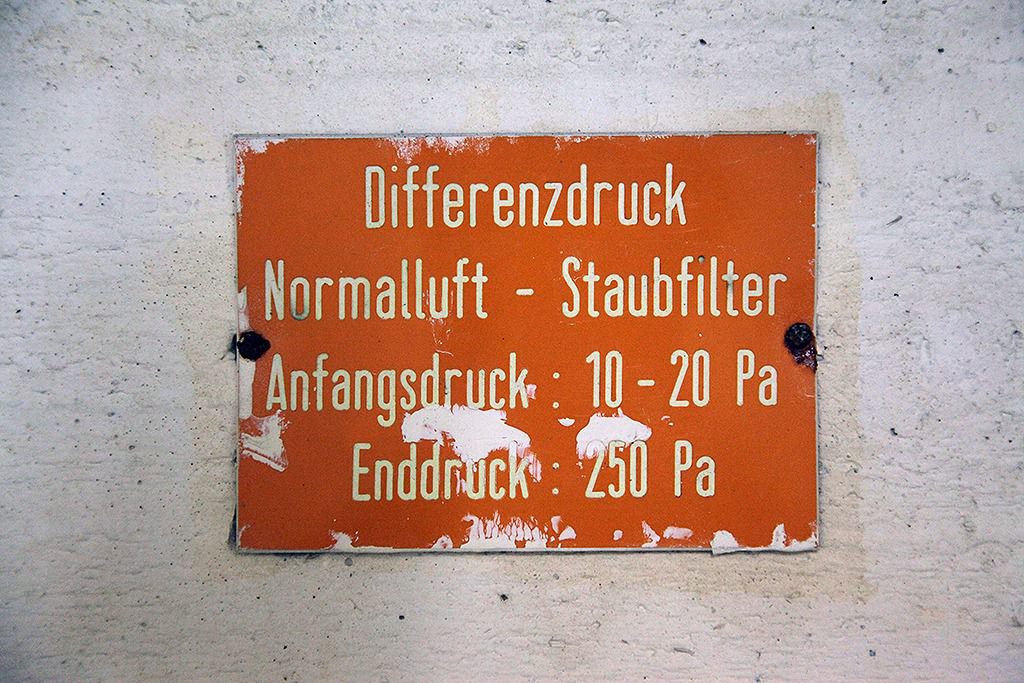 Differenzdruck
Normalluft - Staubfilter
Anfangsdruck : 10 - 20 Pa
Enddruck : 250 Pa